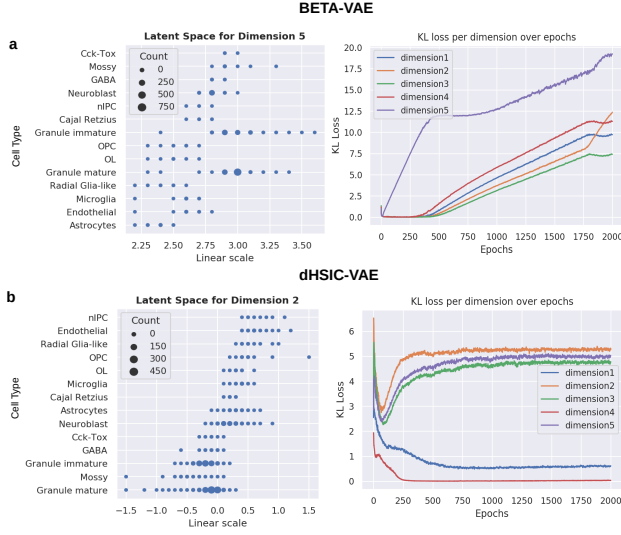 BETA-VAE
a
Latent Space for Dimension 5
Cell Type
Cck-Tox
Mossy
GABA
Neuroblast
nIPC
Cajal Retzius
Granule immature
OPC
OL
Granule mature
Radial Glia-like
Microglia
Endothelial
Astrocytes
Count
0
250
500
750
2.25 2.50 2.75 3.00 3.25 3.50
Linear scale
KL loss per dimension over epochs
KL Loss
20.0
17.5
15.0
12.5
10.0
7.5
5.0
2.5
0.0
dimension1
dimension2
dimension3
dimension4
dimension5
0 250 500 750 1000 1250 1500 1750 2000
Epochs
dHSIC-VAE
b
Latent Space for Dimension 2
Cell Type
nIPC
Endothelial
Radial Glia-like
OPC
OL
Microglia
Cajal Retzius
Astrocytes
Neuroblast
Cck-Tox
GABA
Granule immature
Mossy
Granule mature
Count
0
150
300
450
−1.5 −1.0 −0.5 0.0 0.5 1.0 1.5
Linear scale
KL loss per dimension over epochs
KL Loss
6
5
4
3
2
1
0
dimension1
dimension2
dimension3
dimension4
dimension5
0 250 500 750 1000 1250 1500 1750 2000
Epochs